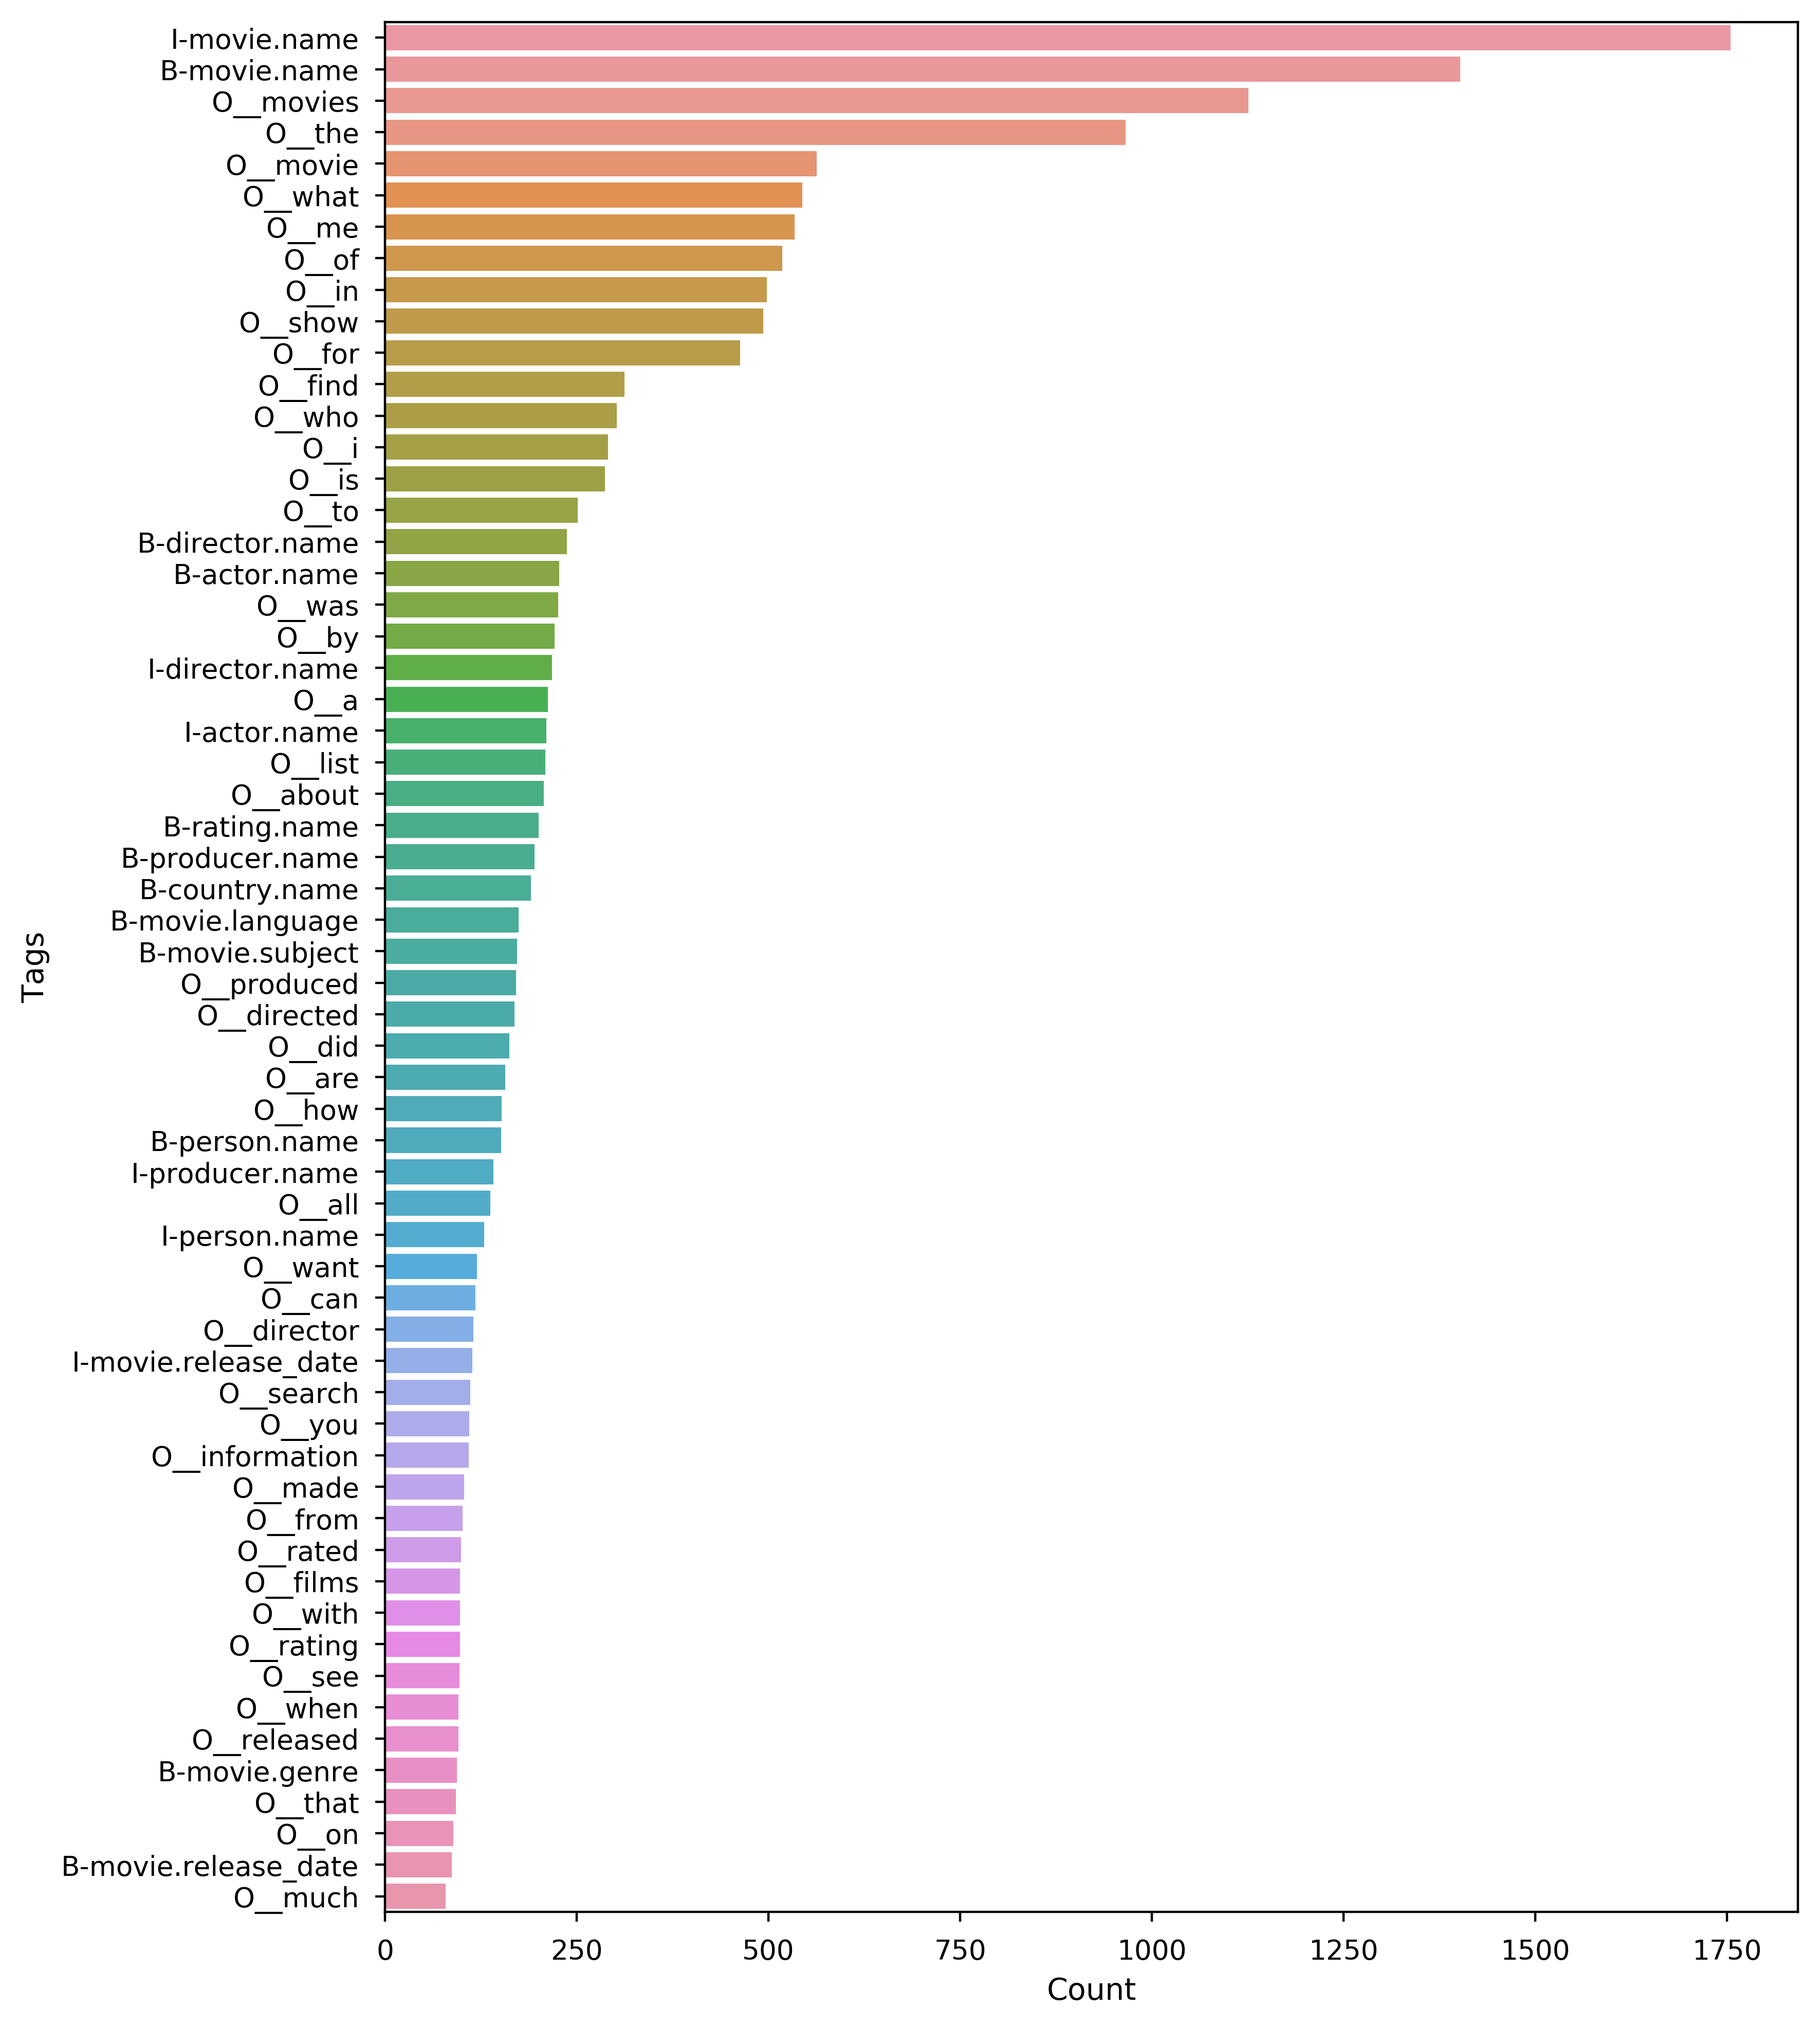 I-movie.name
B-movie.name
O__movies
O__the
O__movie
O__what
O__me
O__of
O__in
O__show
O__for
O__find
O__who
O__i
O__is
O__to
B-director.name
B-actor.name
O__was
O__by
I-director.name
O__a
I-actor.name
O__list
O__about
B-rating.name
B-producer.name
B-country.name
B-movie.language
B-movie.subject
O__produced
O__directed
O__did
O__are
O__how
B-person.name
I-producer.name
O__all
I-person.name
O__want
O__can
O__director
I-movie.release_date
O__search
O__you
O__information
O__made
O__from
O__rated
O__films
O__with
O__rating
O__see
O__when
O__released
B-movie.genre
O__that
O__on
B-movie.release_date
O__much
Tags
0 250 500 750 1000 1250 1500 1750
Count